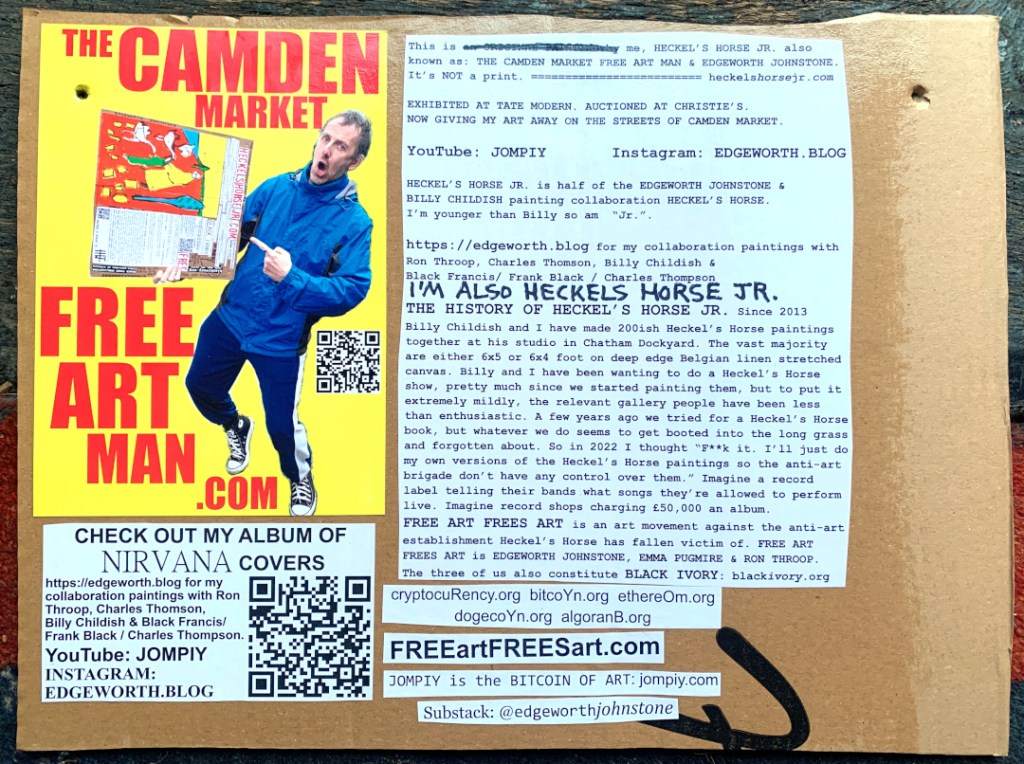 THE CAMDEN
MARKET
HECKELSHORSEJR.COM
FREE
ART
MAN
.COM
CHECK OUT MY ALBUM OF
NIRVANA COVERS
https://edgeworth.blog for my
collaboration paintings with Ron
Throop, Charles Thomson,
Billy Childish & Black Francis/
Frank Black / Charles Thompson.
YouTube: JOMPIY
INSTAGRAM:
EDGEWORTH.BLOG
This is me, HECKEL'S HORSE JR. also
known as: THE CAMDEN MARKET FREE ART MAN & EDGEWORTH JOHNSTONE.
It's NOT a print. ========================= heckelshorsejr.com
EXHIBITED AT TATE MODERN. AUCTIONED AT CHRISTIE'S.
NOW GIVING MY ART AWAY ON THE STREETS OF CAMDEN MARKET.
YouTube: JOMPIY Instagram: EDGEWORTH.BLOG
HECKEL'S HORSE JR. is half of the EDGEWORTH JOHNSTONE &
BILLY CHILDISH painting collaboration HECKEL'S HORSE.
I'm younger than Billy so am "Jr.".
https://edgeworth.blog for my collaboration paintings with
Ron Throop, Charles Thomson, Billy Childish &
Black Francis/ Frank Black / Charles Thompson
I'M ALSO HECKELS HORSE JR.
THE HISTORY OF HECKEL'S HORSE JR. Since 2013
Billy Childish and I have made 200ish Heckel's Horse paintings
together at his studio in Chatham Dockyard. The vast majority
are either 6x5 or 6x4 foot on deep edge Belgian linen stretched
canvas. Billy and I have been wanting to do a Heckel's Horse
show, pretty much since we started painting them, but to put it
extremely mildly, the relevant gallery people have been less
than enthusiastic. A few years ago we tried for a Heckel's Horse
book, but whatever we do seems to get booted into the long grass
and forgotten about. So in 2022 I thought "F**k it. I'll just do
my own versions of the Heckel's Horse paintings so the anti-art
brigade don't have any control over them." Imagine a record
label telling their bands what songs they're allowed to perform
live. Imagine record shops charging £50,000 an album.
FREE ART FREES ART is an art movement against the anti-art
establishment Heckel's Horse has fallen victim of. FREE ART
FREES ART is EDGEWORTH JOHNSTONE, EMMA PUGMIRE & RON THROOP.
The three of us also constitute BLACK IVORY: blackivory.org
cryptocuRency.org bitcoYn.org ethereOm.org
dogecoYn.org algoranB.org
FREEartFREESart.com
JOMPIY is the BITCOIN OF ART: jompiy.com
Substack: @edgeworthjohnstone